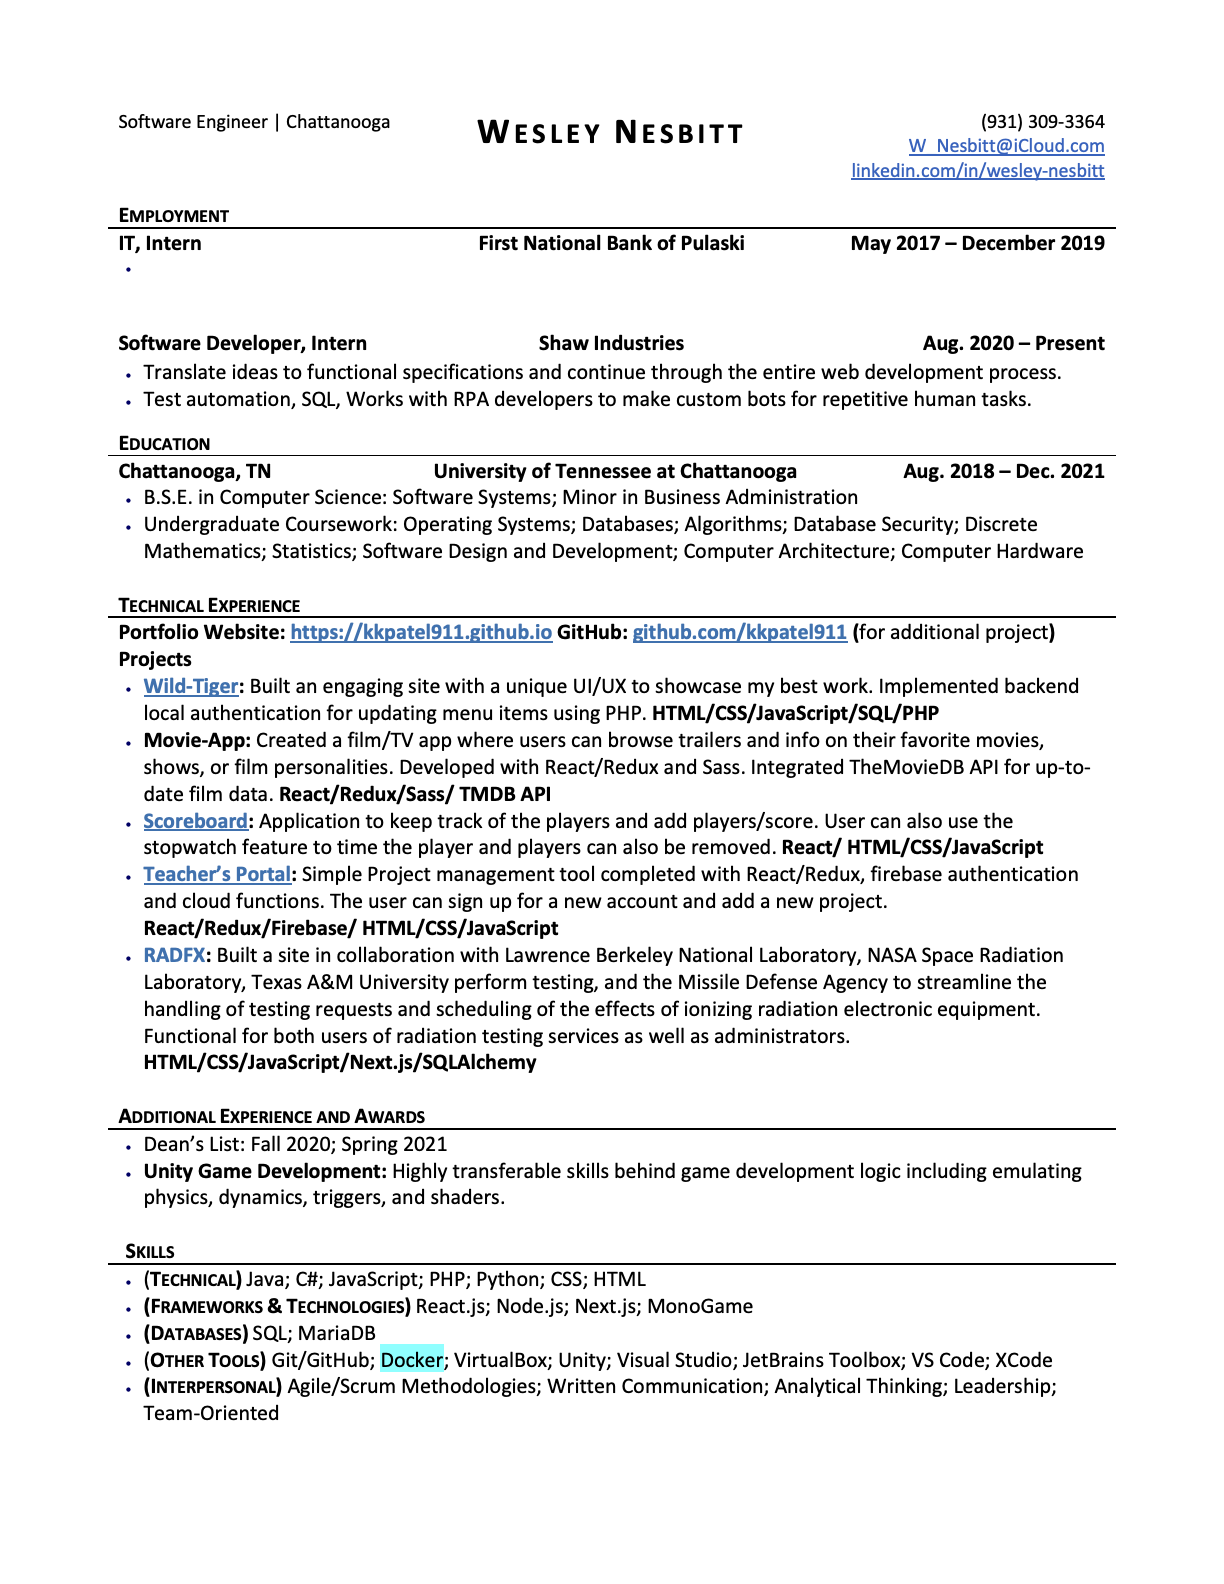 Software Engineer | Chattanooga
WESLEY NESBITT
(931) 309-3364
W_Nesbitt@iCloud.com
linkedin.com/in/wesley-nesbitt
EMPLOYMENT
IT, Intern First National Bank of Pulaski May 2017 – December 2019
•
Software Developer, Intern Shaw Industries Aug. 2020 – Present
• Translate ideas to functional specifications and continue through the entire web development process.
• Test automation, SQL, Works with RPA developers to make custom bots for repetitive human tasks.
EDUCATION
Chattanooga, TN University of Tennessee at Chattanooga Aug. 2018 – Dec. 2021
• B.S.E. in Computer Science: Software Systems; Minor in Business Administration
• Undergraduate Coursework: Operating Systems; Databases; Algorithms; Database Security; Discrete
Mathematics; Statistics; Software Design and Development; Computer Architecture; Computer Hardware
TECHNICAL EXPERIENCE
Portfolio Website: https://kkpatel911.github.io GitHub: github.com/kkpatel911 (for additional project)
Projects
• Wild-Tiger: Built an engaging site with a unique UI/UX to showcase my best work. Implemented backend
local authentication for updating menu items using PHP. HTML/CSS/JavaScript/SQL/PHP
• Movie-App: Created a film/TV app where users can browse trailers and info on their favorite movies,
shows, or film personalities. Developed with React/Redux and Sass. Integrated TheMovieDB API for up-to-
date film data. React/Redux/Sass/ TMDB API
• Scoreboard: Application to keep track of the players and add players/score. User can also use the
stopwatch feature to time the player and players can also be removed. React/ HTML/CSS/JavaScript
• Teacher’s Portal: Simple Project management tool completed with React/Redux, firebase authentication
and cloud functions. The user can sign up for a new account and add a new project.
React/Redux/Firebase/ HTML/CSS/JavaScript
• RADFX: Built a site in collaboration with Lawrence Berkeley National Laboratory, NASA Space Radiation
Laboratory, Texas A&M University perform testing, and the Missile Defense Agency to streamline the
handling of testing requests and scheduling of the effects of ionizing radiation electronic equipment.
Functional for both users of radiation testing services as well as administrators.
HTML/CSS/JavaScript/Next.js/SQLAlchemy
ADDITIONAL EXPERIENCE AND AWARDS
• Dean’s List: Fall 2020; Spring 2021
• Unity Game Development: Highly transferable skills behind game development logic including emulating
physics, dynamics, triggers, and shaders.
SKILLS
• (TECHNICAL) Java; C#; JavaScript; PHP; Python; CSS; HTML
• (FRAMEWORKS & TECHNOLOGIES) React.js; Node.js; Next.js; MonoGame
• (DATABASES) SQL; MariaDB
• (OTHER TOOLS) Git/GitHub; Docker; VirtualBox; Unity; Visual Studio; JetBrains Toolbox; VS Code; XCode
• (INTERPERSONAL) Agile/Scrum Methodologies; Written Communication; Analytical Thinking; Leadership;
Team-Oriented